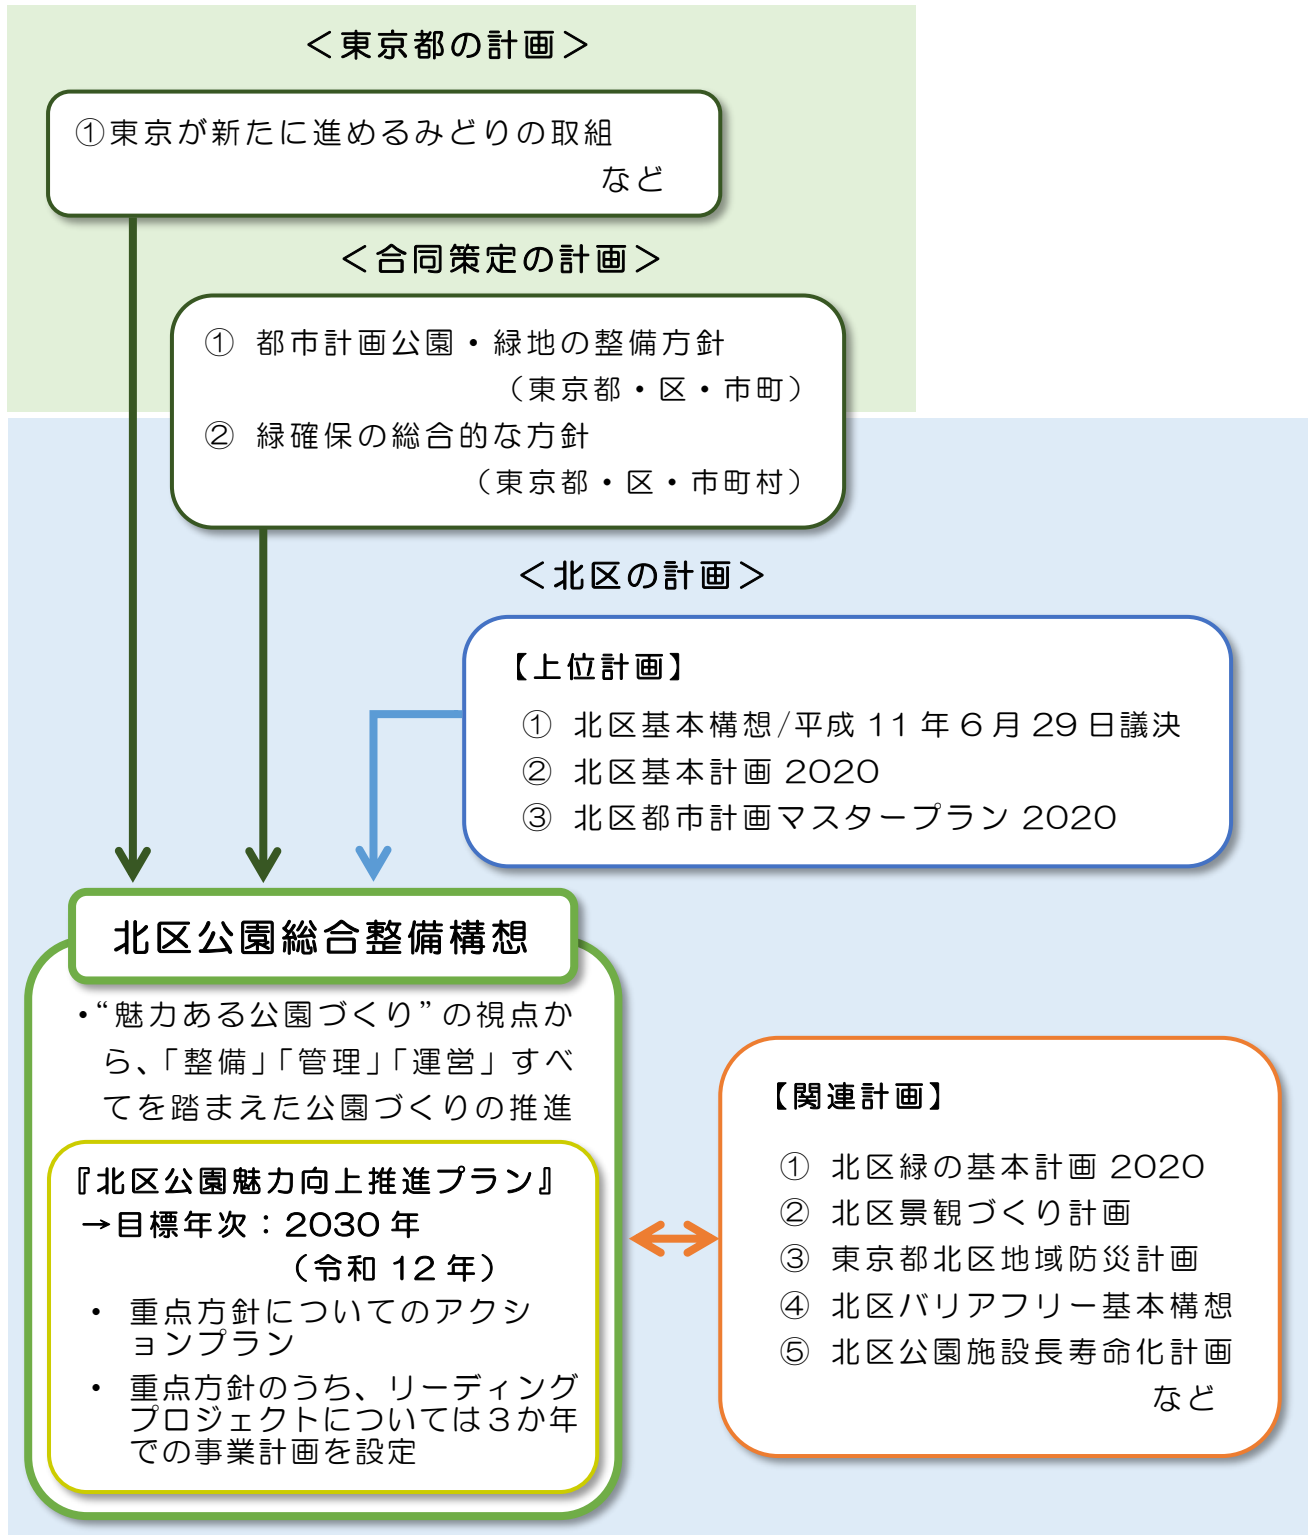 ＜東京都の計画＞
①東京が新たに進めるみどりの取組
など
＜合同策定の計画＞
① 都市計画公園・緑地の整備方針
（東京都・区・市町）
② 緑確保の総合的な方針
（東京都・区・市町村）
＜北区の計画＞
【上位計画】
① 北区基本構想/平成 11 年 6 月 29 日議決
② 北区基本計画 2020
③ 北区都市計画マスタープラン 2020
北区公園総合整備構想
・“魅力ある公園づくり”の視点か
ら、「整備」「管理」「運営」すべ
てを踏まえた公園づくりの推進
『北区公園魅力向上推進プラン』
→目標年次：2030 年
（令和 12 年）
・ 重点方針についてのアクシ
ョンプラン
・ 重点方針のうち、リーディング
プロジェクトについては３か年
での事業計画を設定
【関連計画】
① 北区緑の基本計画 2020
② 北区景観づくり計画
③ 東京都北区地域防災計画
④ 北区バリアフリー基本構想
⑤ 北区公園施設長寿命化計画
など